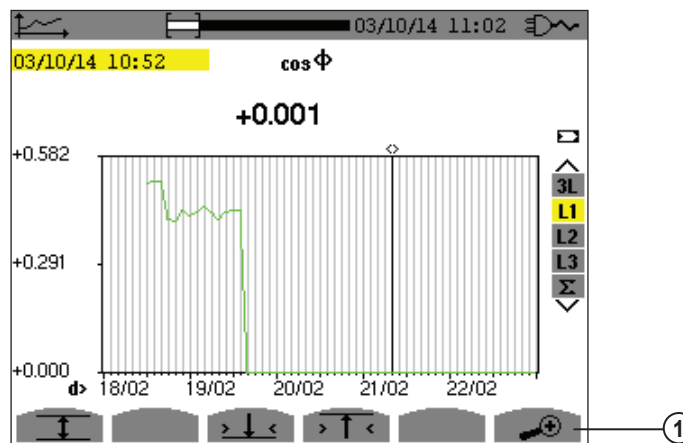 03/10/14 11:02
03/10/14 10:52 cos Φ
+0.001
+0.582
3L
L1
L2
+0.291 L3
Σ
+0.000
d> 18/02 19/02 20/02 21/02 22/02
> ↓ < > ↑ < 1